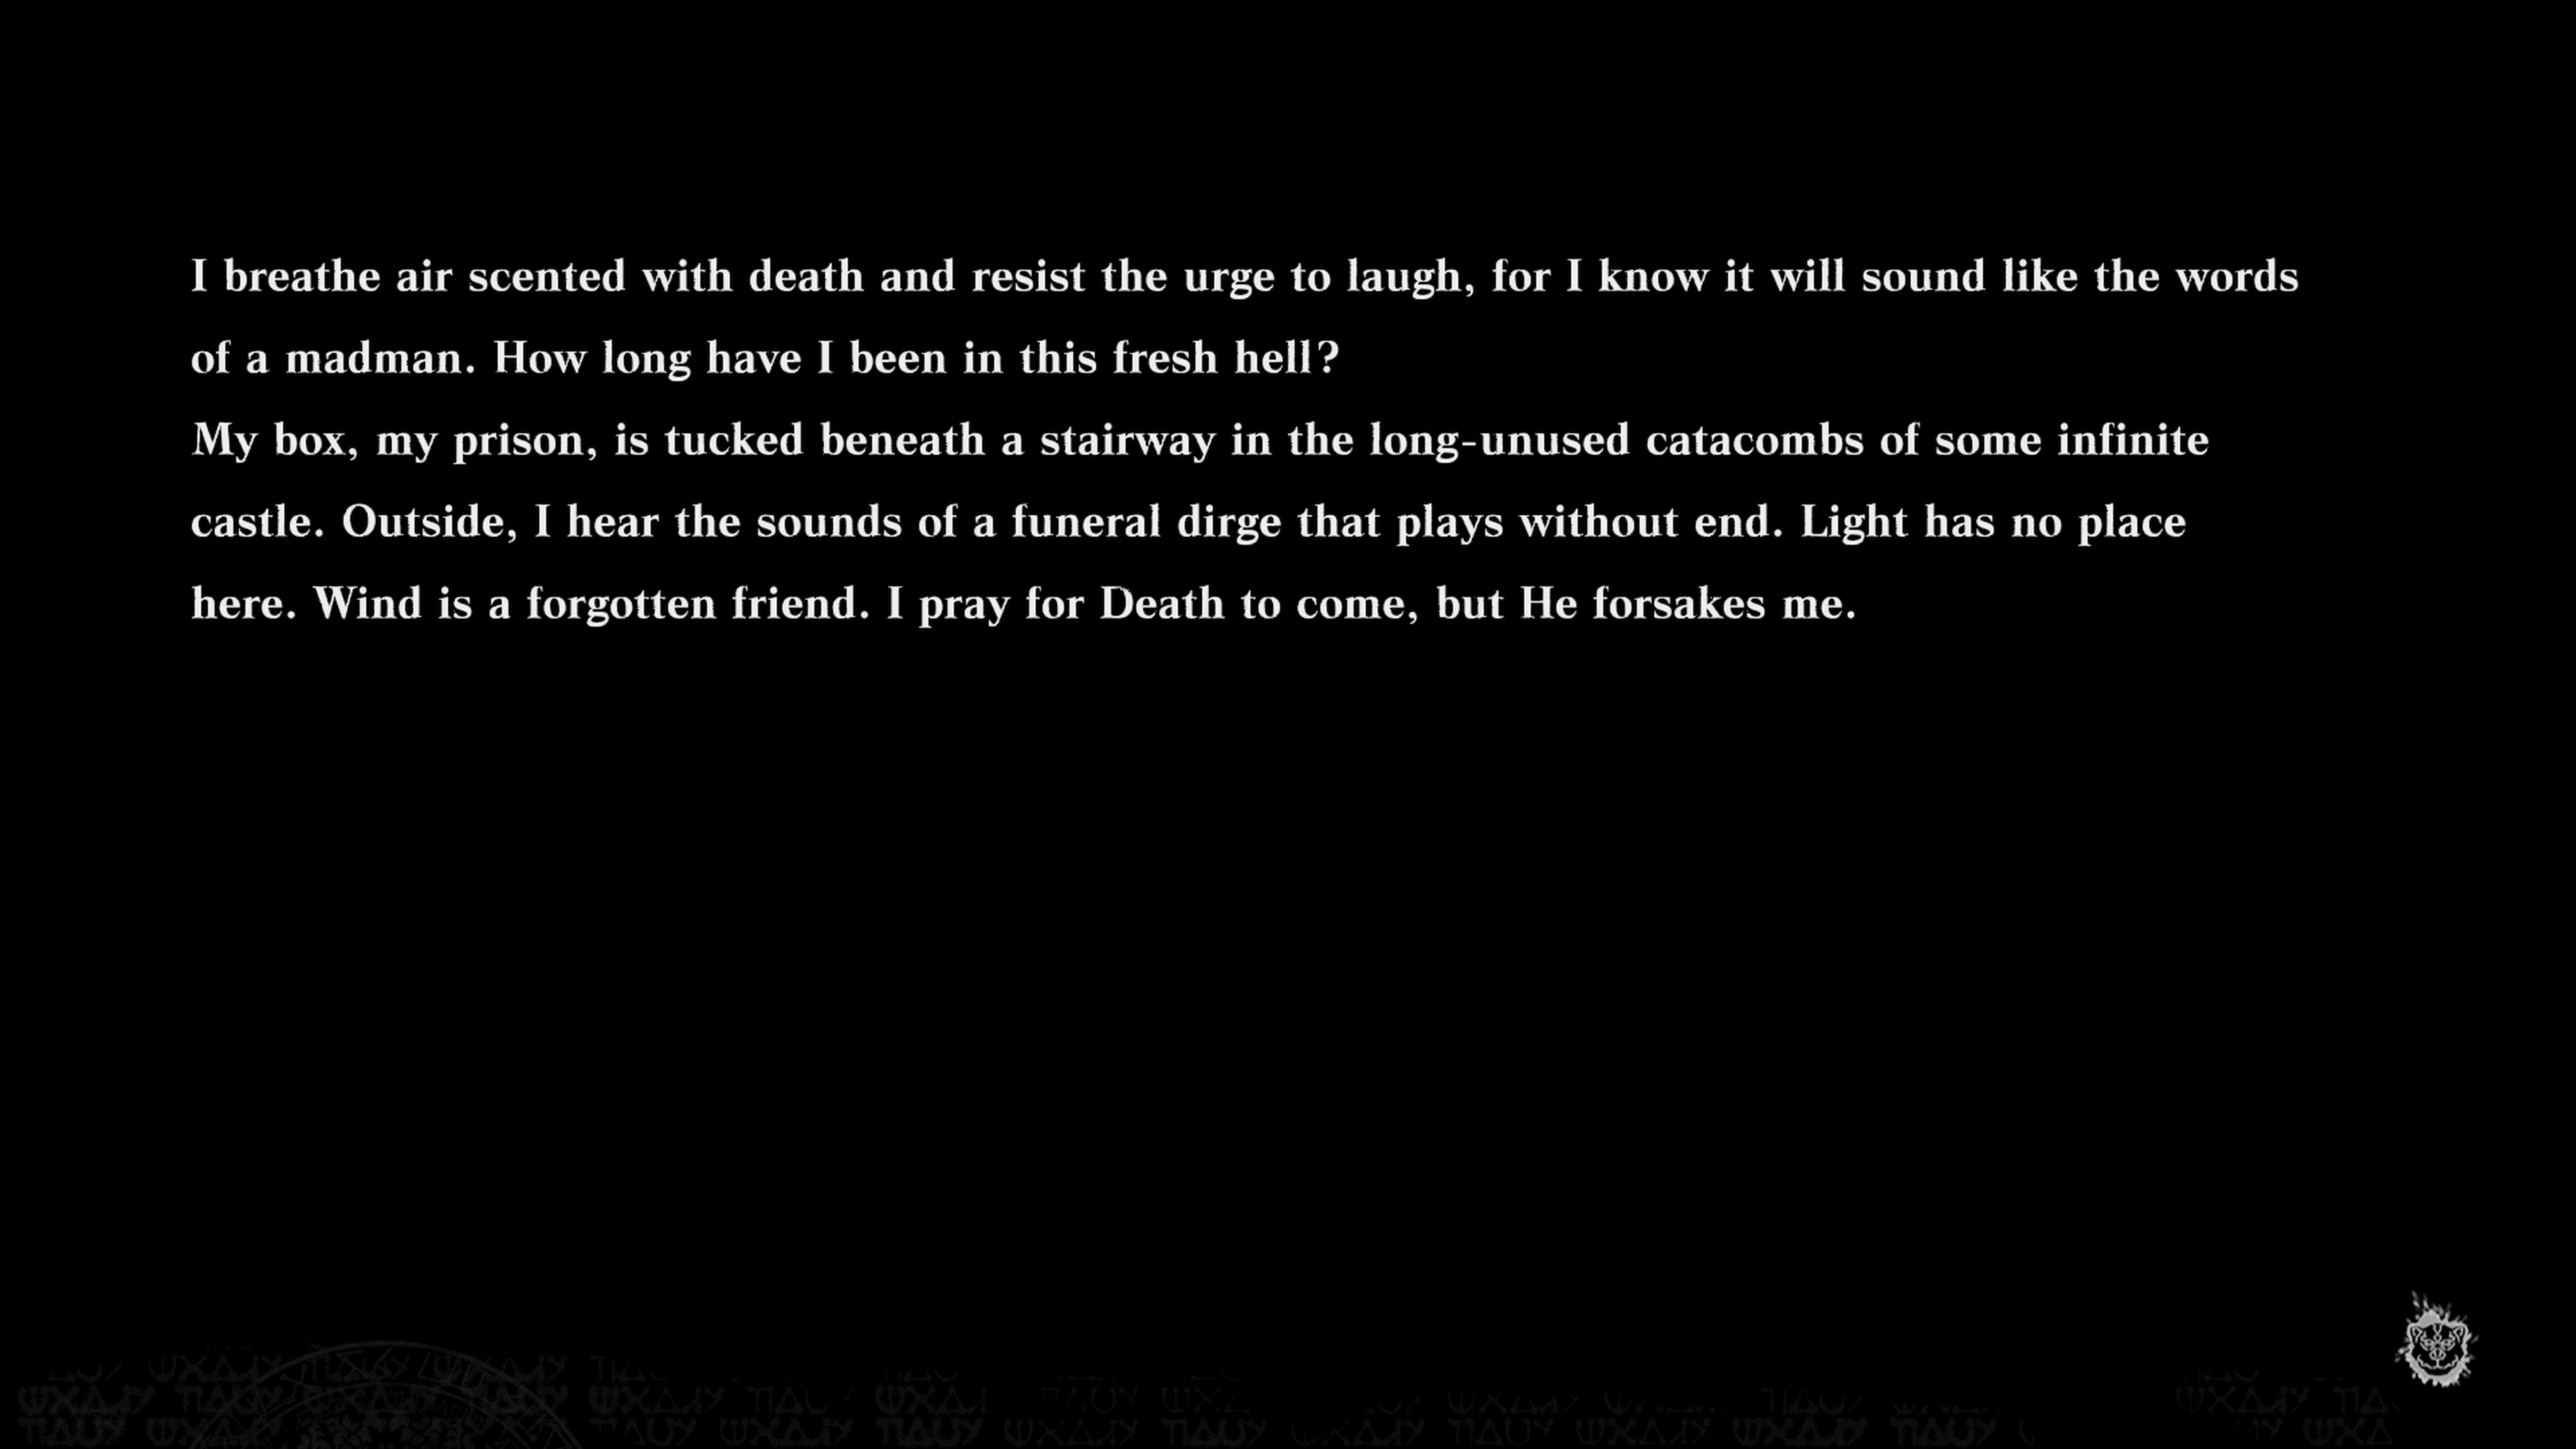 I breathe air scented with death and resist the urge to laugh, for I know it will sound like the words
of a madman. How long have I been in this fresh hell?
My box, my prison, is tucked beneath a stairway in the long-unused catacombs of some infinite
castle. Outside, I hear the sounds of a funeral dirge that plays without end. Light has no place
here. Wind is a forgotten friend. I pray for Death to come, but He forsakes me.